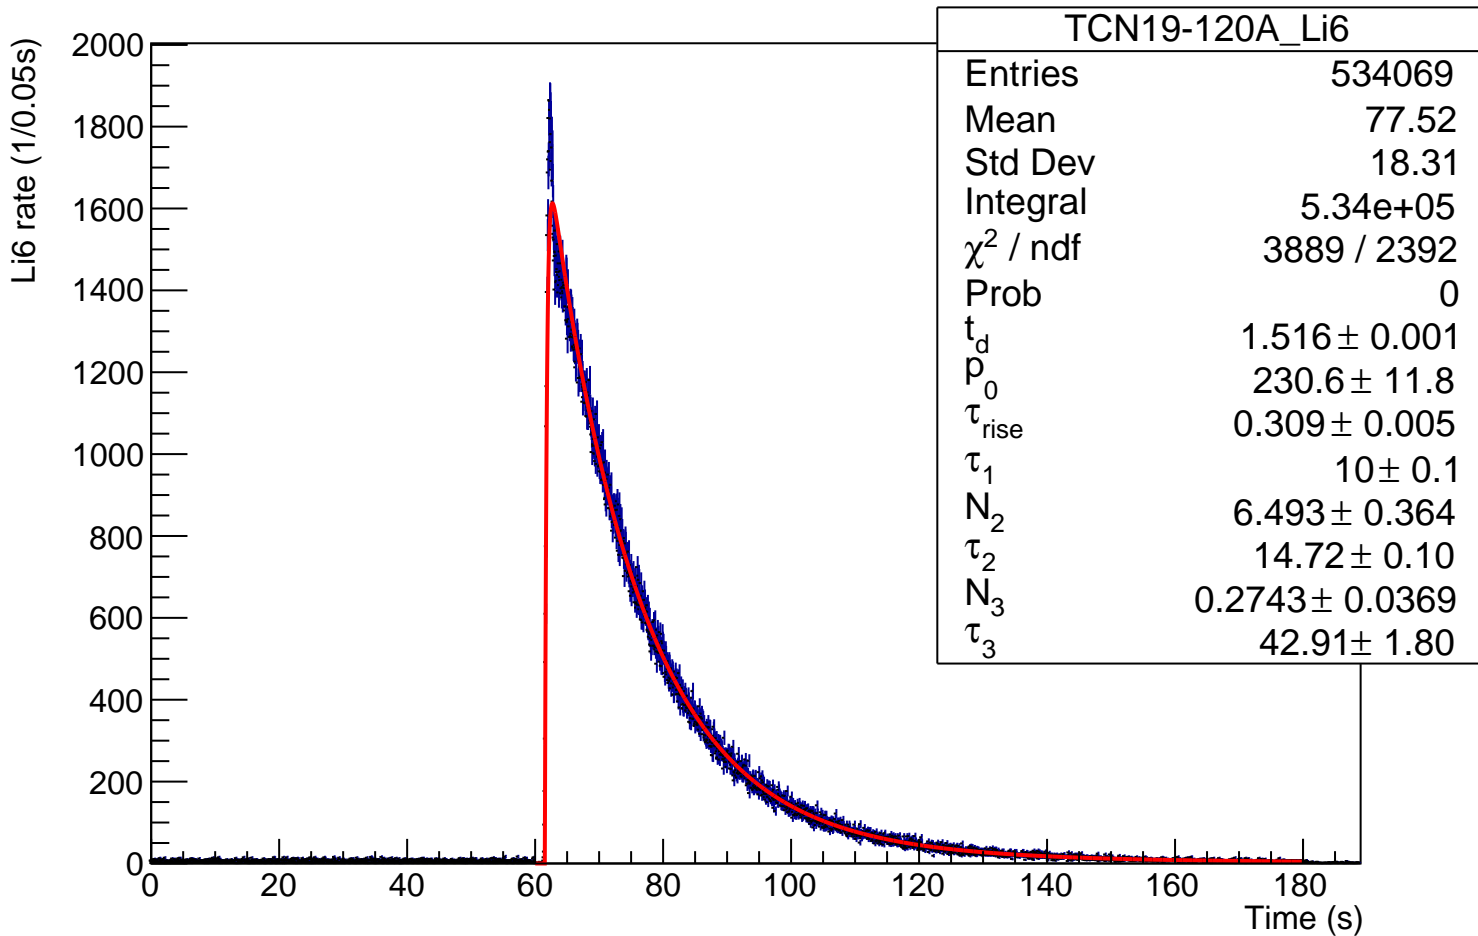 TCN19-120A_Li6
Entries 534069
Mean 77.52
Std Dev 18.31
Integral 5.34e+05
χ² / ndf 3889 / 2392
Prob 0
t_d 1.516 ± 0.001
p_0 230.6 ± 11.8
τ_rise 0.309 ± 0.005
τ_1 10 ± 0.1
N_2 6.493 ± 0.364
τ_2 14.72 ± 0.10
N_3 0.2743 ± 0.0369
τ_3 42.91 ± 1.80
Li6 rate (1/0.05s)
2000
1800
1600
1400
1200
1000
800
600
400
200
0
0 20 40 60 80 100 120 140 160 180
Time (s)